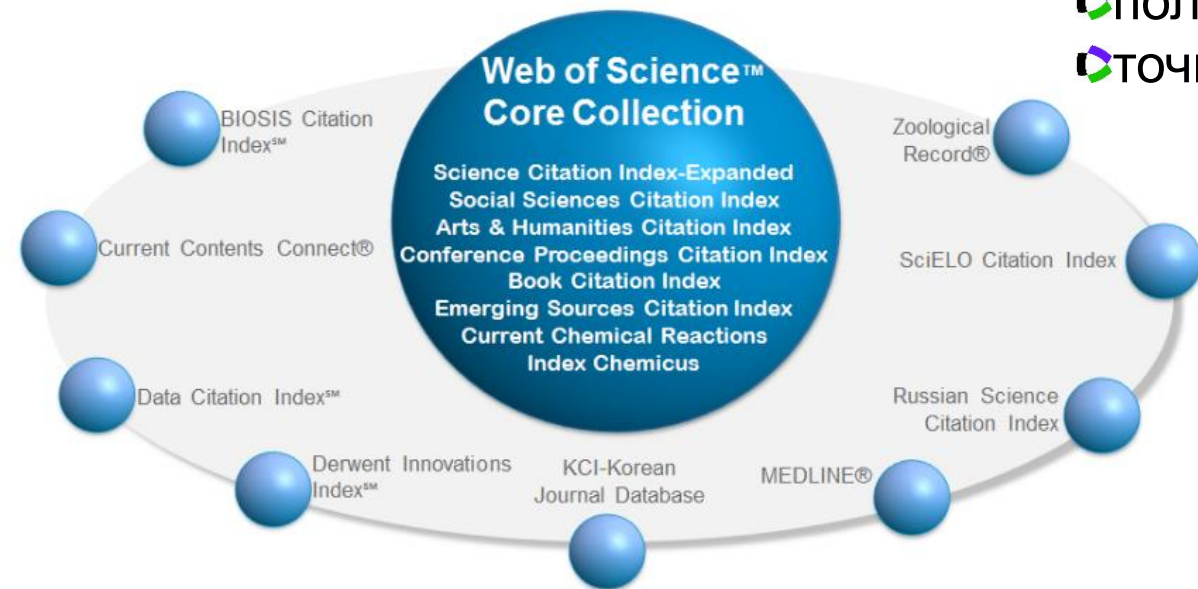 Web of Science™
Core Collection
Science Citation Index-Expanded
Social Sciences Citation Index
Arts & Humanities Citation Index
Conference Proceedings Citation Index
Book Citation Index
Emerging Sources Citation Index
Current Chemical Reactions
Index Chemicus
BIOSIS Citation
Index℠
Current Contents Connect®
Data Citation Index℠
Derwent Innovations
Index℠
KCI-Korean
Journal Database
MEDLINE®
Russian Science
Citation Index
SciELO Citation Index
Zoological
Record®